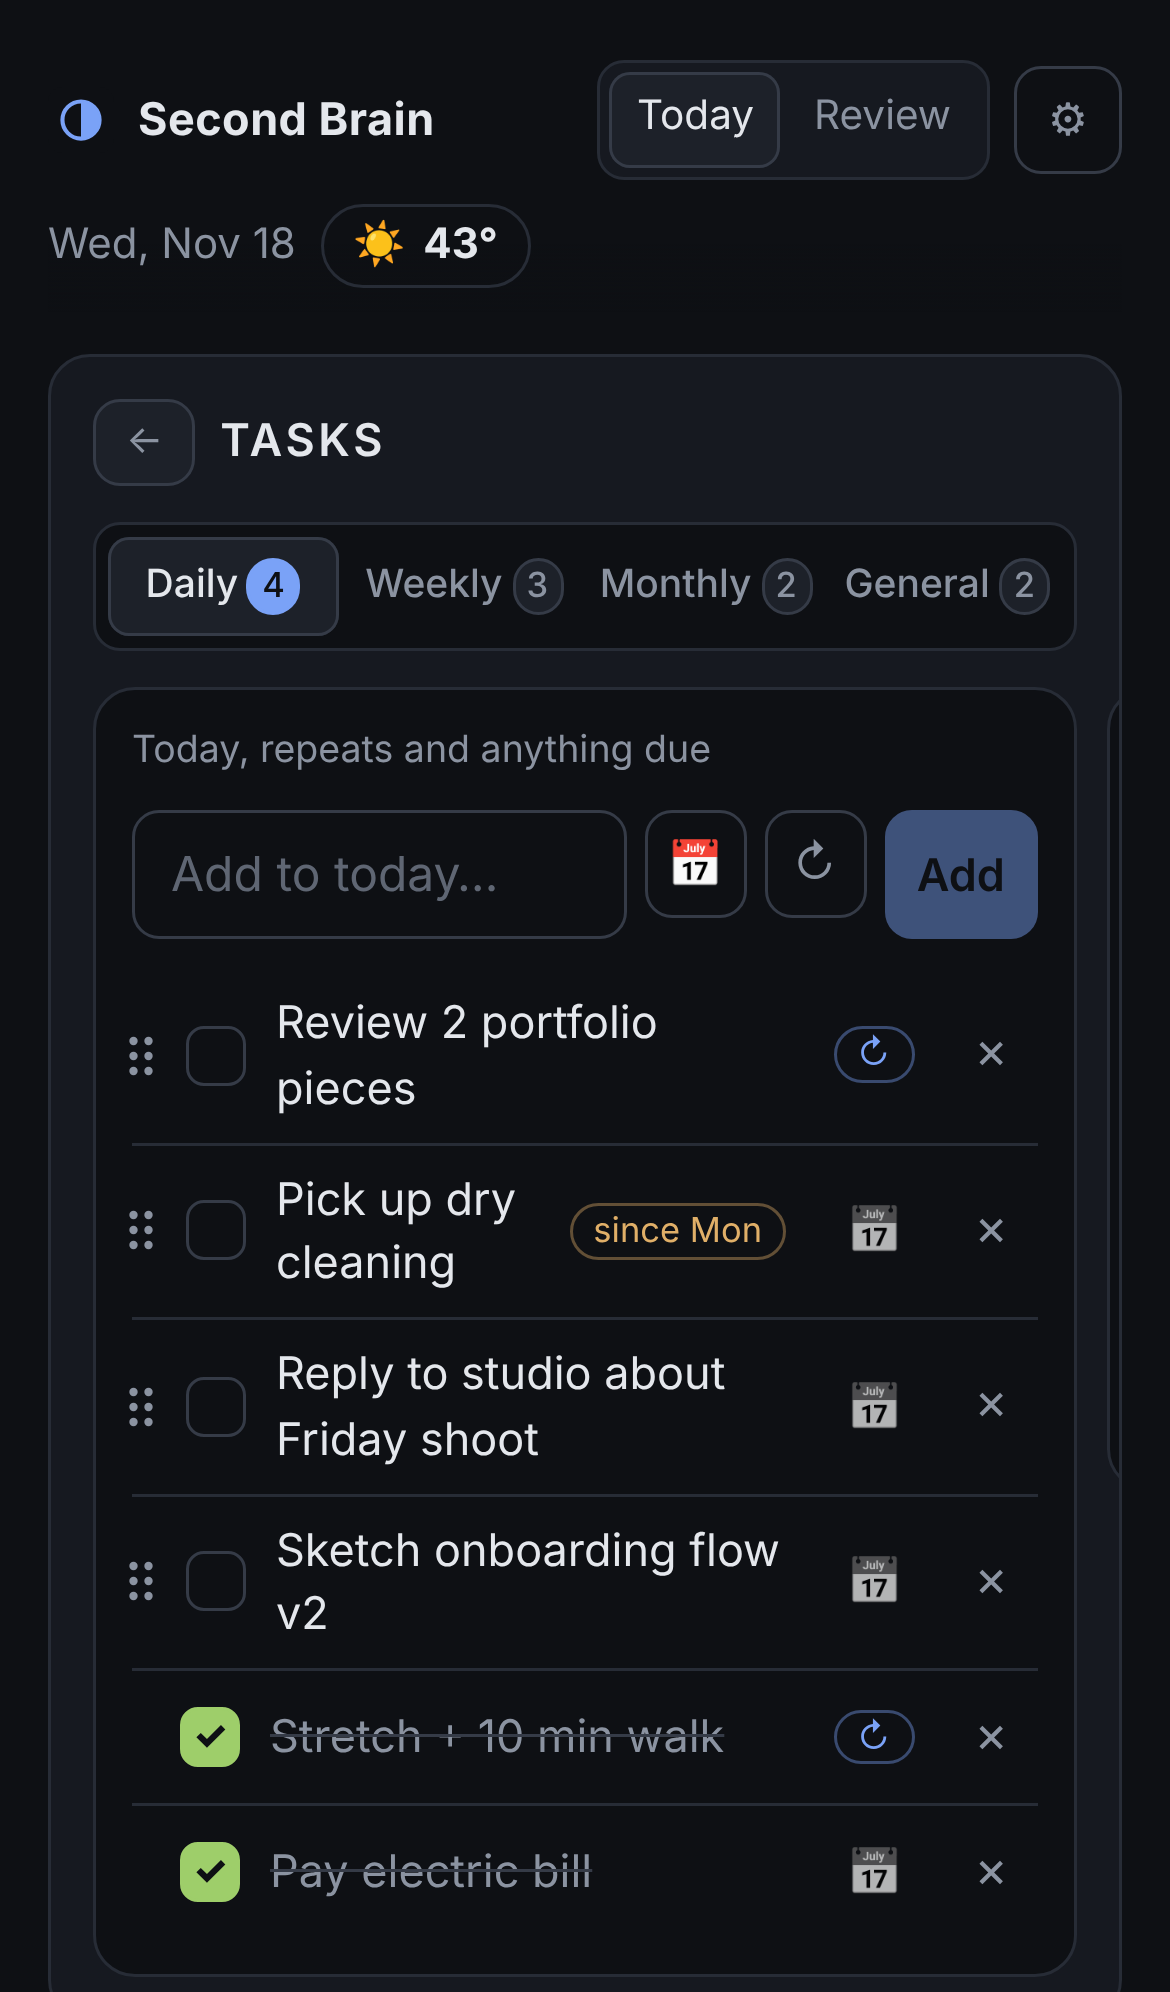 Second Brain
Today
Review
Wed, Nov 18
43°
TASKS
Daily 4
Weekly 3
Monthly 2
General 2
Today, repeats and anything due
Add to today...
July
17
Add
Review 2 portfolio
pieces
Pick up dry
cleaning
since Mon
July
17
Reply to studio about
Friday shoot
July
17
Sketch onboarding flow
v2
July
17
Stretch + 10 min walk
Pay electric bill
July
17